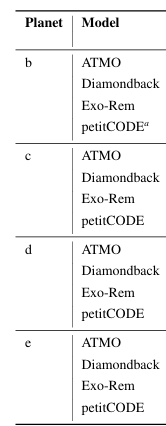 Planet Model
b ATMO
Diamondback
Exo-Rem
petitCODEᵃ
c ATMO
Diamondback
Exo-Rem
petitCODE
d ATMO
Diamondback
Exo-Rem
petitCODE
e ATMO
Diamondback
Exo-Rem
petitCODE